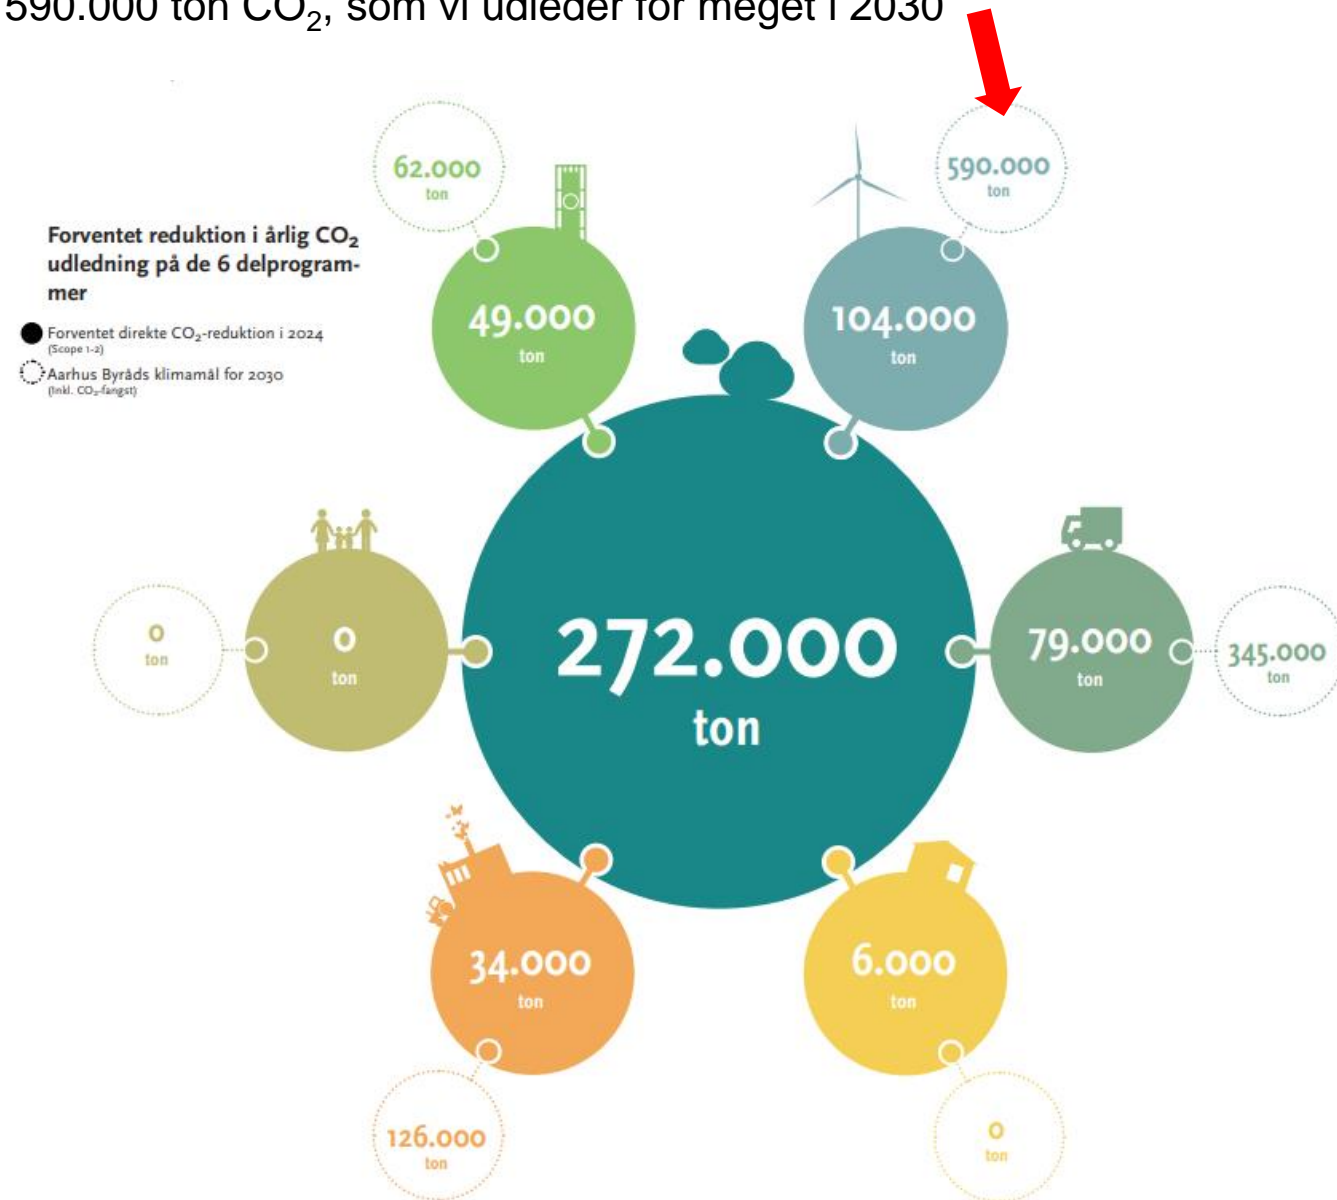 590.000 ton CO₂, som vi udleder for meget i 2030
62.000
ton
590.000
ton
Forventet reduktion i årlig CO₂
udledning på de 6 delprogram-
mer
Forventet direkte CO₂-reduktion i 2024
(Scope 1-2)
Aarhus Byråds klimamål for 2030
(Inkl. CO₂-fangst)
49.000
ton
104.000
ton
0
ton
0
ton
272.000
ton
79.000
ton
345.000
ton
34.000
ton
6.000
ton
126.000
ton
0
ton